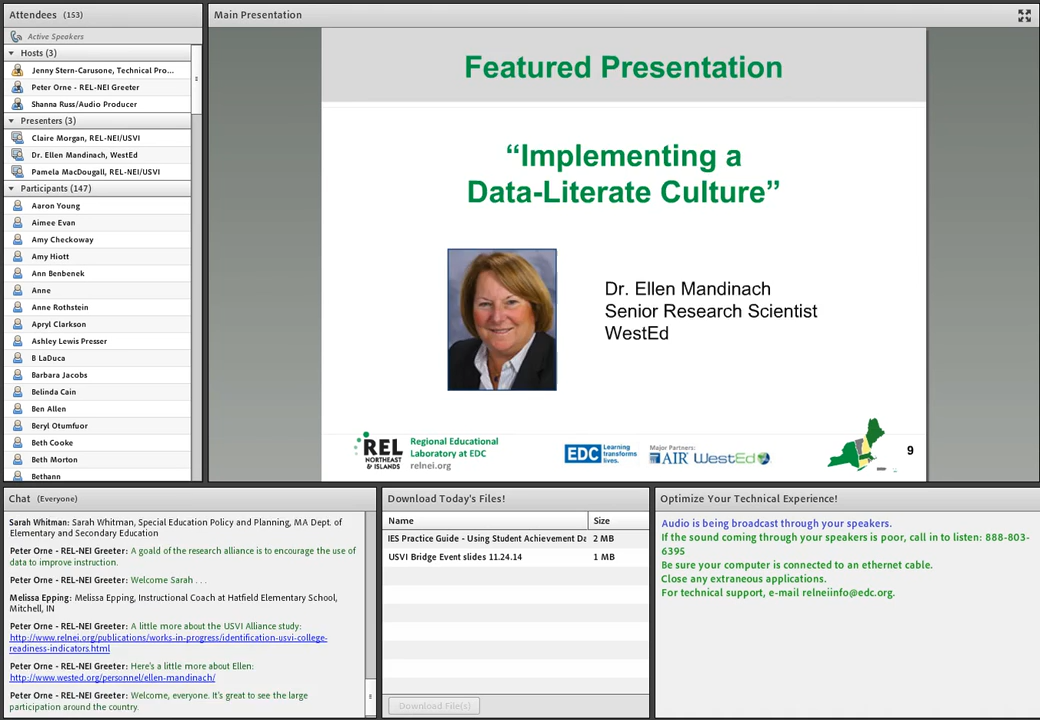 Attendees (153)
Active Speakers
Hosts (3)
Jenny Stern-Carusone, Technical Pro...
Peter Orne - REL-NEI Greeter
Shanna Russ/Audio Producer
Presenters (3)
Claire Morgan, REL-NEI/USVI
Dr. Ellen Mandinach, WestEd
Pamela MacDougall, REL-NEI/USVI
Participants (147)
Aaron Young
Aimee Evan
Amy Checkoway
Amy Hiott
Ann Benbenek
Anne
Anne Rothstein
Apryl Clarkson
Ashley Lewis Presser
B LaDuca
Barbara Jacobs
Belinda Cain
Ben Allen
Beryl Otumfuor
Beth Cooke
Beth Morton
Bethann
Main Presentation
Featured Presentation
“Implementing a
Data-Literate Culture”
Dr. Ellen Mandinach
Senior Research Scientist
WestEd
REL
NORTHEAST
& ISLANDS
Regional Educational
Laboratory at EDC
relnei.org
EDC
Learning
transforms
lives.
Major Partners:
AIR WestEd
9
Chat (Everyone)
Sarah Whitman: Sarah Whitman, Special Education Policy and Planning, MA Dept. of
Elementary and Secondary Education
Peter Orne - REL-NEI Greeter: A goald of the research alliance is to encourage the use of
data to improve instruction.
Peter Orne - REL-NEI Greeter: Welcome Sarah . . .
Melissa Epping: Melissa Epping, Instructional Coach at Hatfield Elementary School,
Mitchell, IN
Peter Orne - REL-NEI Greeter: A little more about the USVI Alliance study:
http://www.relnei.org/publications/works-in-progress/identification-usvi-college-
readiness-indicators.html
Peter Orne - REL-NEI Greeter: Here's a little more about Ellen:
http://www.wested.org/personnel/ellen-mandinach/
Peter Orne - REL-NEI Greeter: Welcome, everyone. It's great to see the large
participation around the country.
Download Today's Files!
Name Size
IES Practice Guide - Using Student Achievement Da 2 MB
USVI Bridge Event slides 11.24.14 1 MB
Download File(s)
Optimize Your Technical Experience!
Audio is being broadcast through your speakers.
If the sound coming through your speakers is poor, call in to listen: 888-803-
6395
Be sure your computer is connected to an ethernet cable.
Close any extraneous applications.
For technical support, e-mail relneiinfo@edc.org.